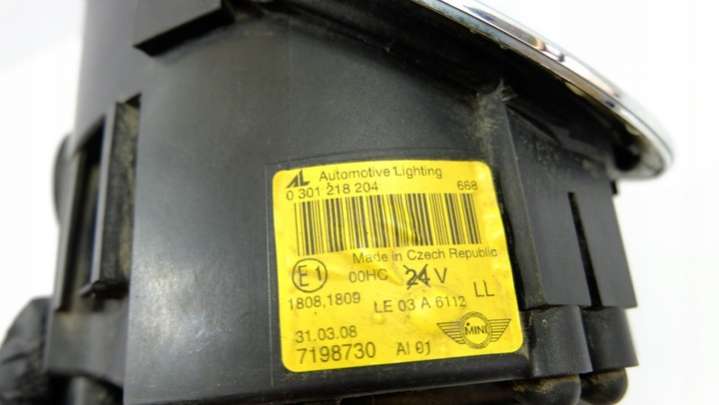 AL Automotive Lighting
0 301 218 204 668
Made in Czech Republic
E1 00HC 24 V
1808,1809 LE 03 A 6112 LL
31.03.08
MINI
7198730 AI 01